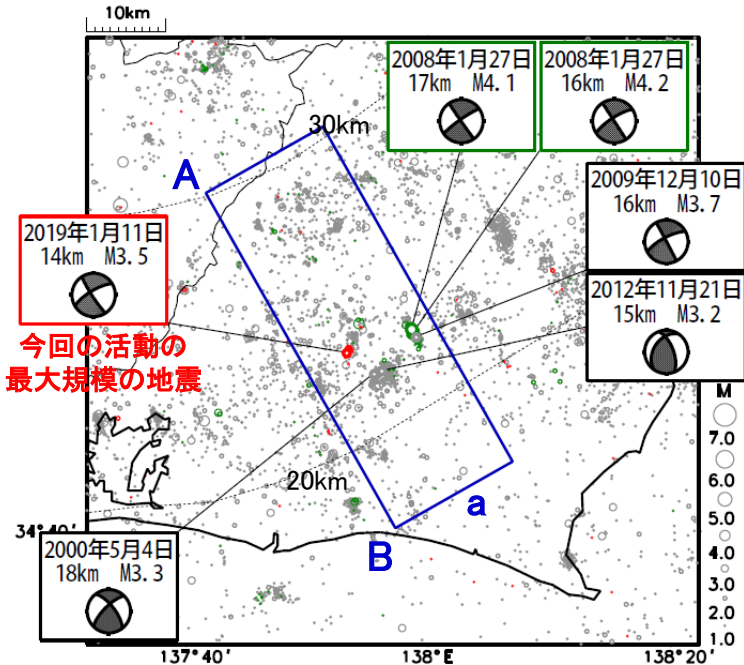 10km
2008年1月27日
17km M4.1
2008年1月27日
16km M4.2
30km
A
2009年12月10日
16km M3.7
2019年1月11日
14km M3.5
2012年11月21日
15km M3.2
今回の活動の
最大規模の地震
M
7.0
6.0
5.0
4.0
3.0
2.0
1.0
20km
a
34°40'
B
2000年5月4日
18km M3.3
137°40'
138°E
138°20'